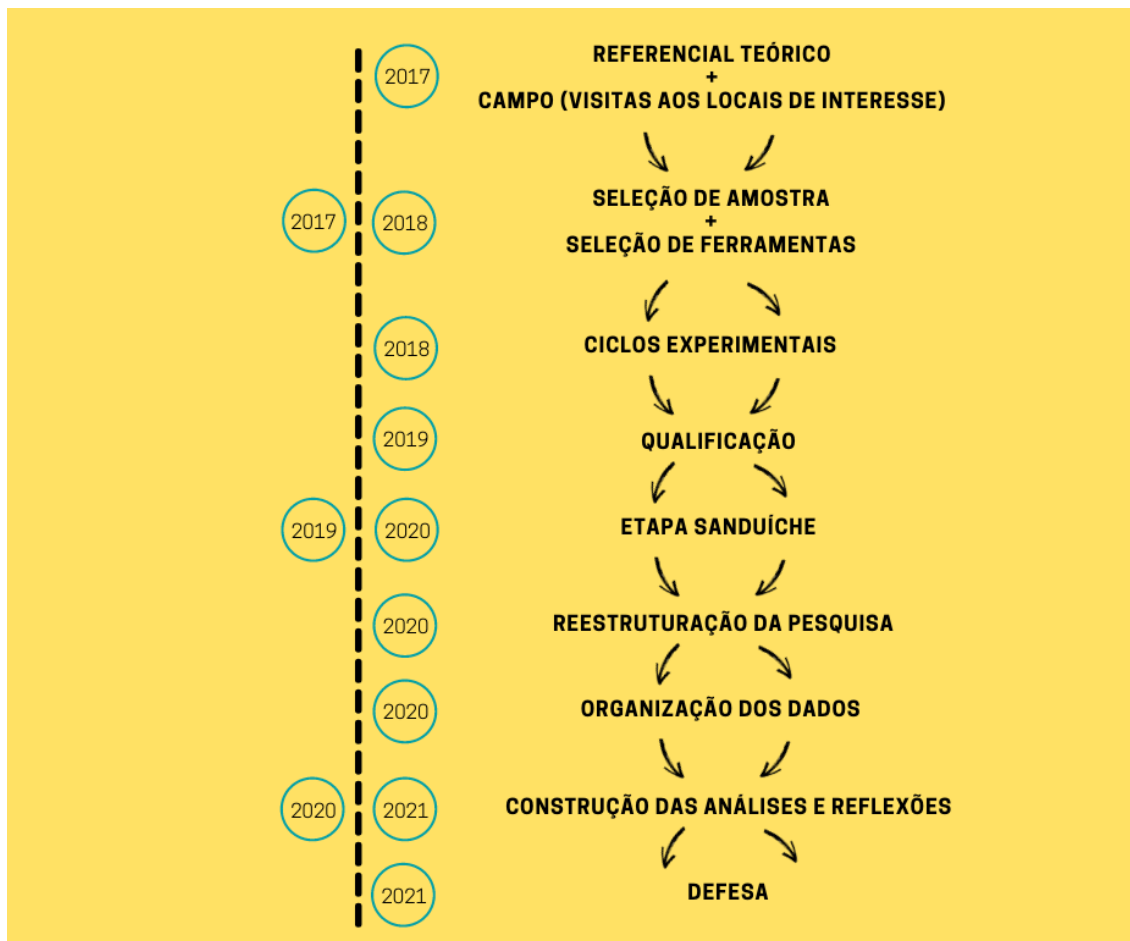 2017
REFERENCIAL TEÓRICO
+
CAMPO (VISITAS AOS LOCAIS DE INTERESSE)
2017
2018
SELEÇÃO DE AMOSTRA
+
SELEÇÃO DE FERRAMENTAS
2018
CICLOS EXPERIMENTAIS
2019
QUALIFICAÇÃO
2019
2020
ETAPA SANDUÍCHE
2020
REESTRUTURAÇÃO DA PESQUISA
2020
ORGANIZAÇÃO DOS DADOS
2020
2021
CONSTRUÇÃO DAS ANÁLISES E REFLEXÕES
2021
DEFESA